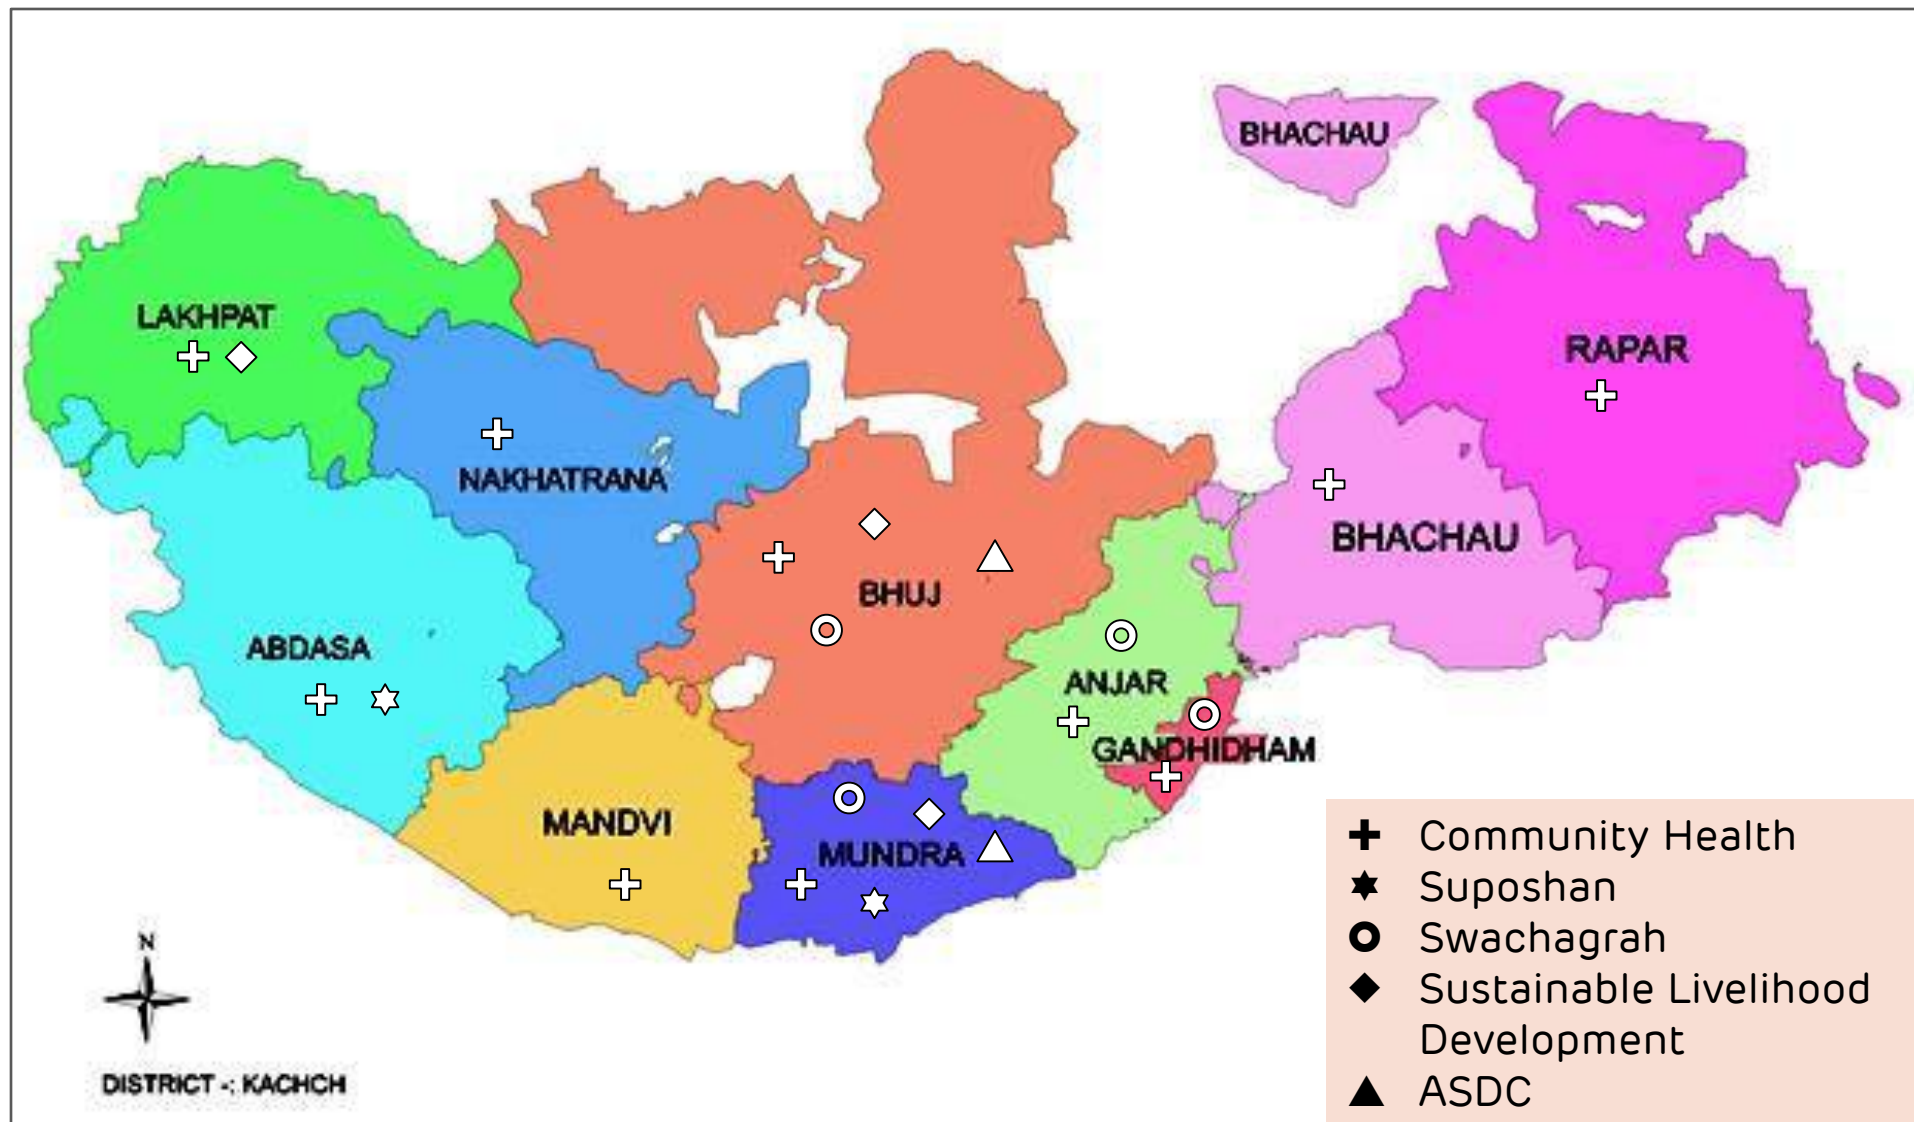 BHACHAU
LAKHPAT
RAPAR
NAKHATRANA
BHACHAU
BHUJ
ABDASA
ANJAR
GANDHIDHAM
MANDVI
MUNDRA
N
DISTRICT -: KACHCH
Community Health
Suposhan
Swachagrah
Sustainable Livelihood
Development
ASDC